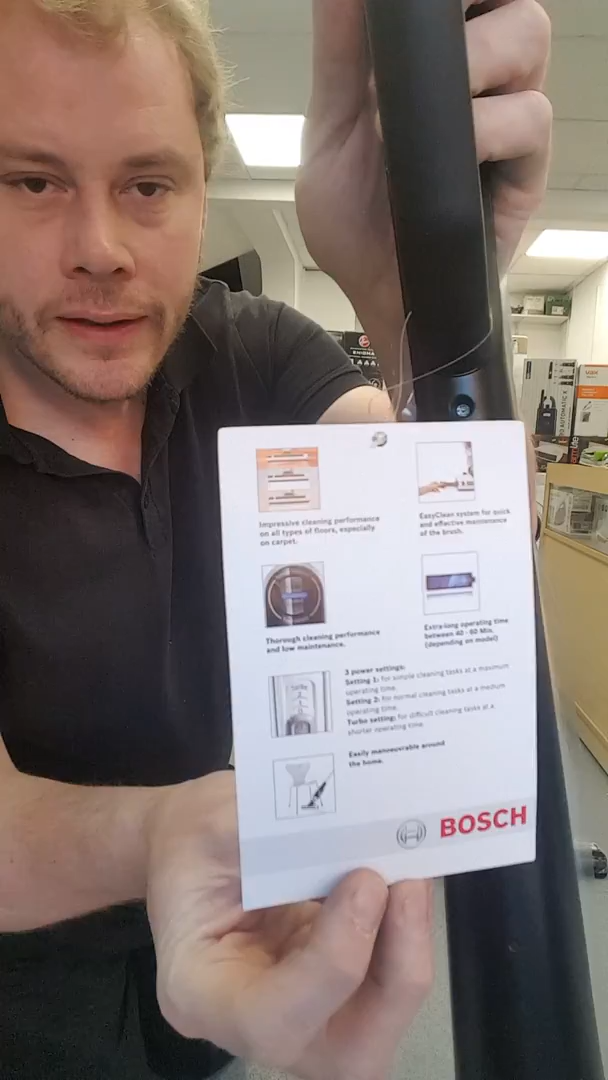 Impressive cleaning performance
on all types of floors, especially
on carpet.
EasyClean system for quick
and effective maintenance
of the brush.
Thorough cleaning performance
and low maintenance.
Extra-long operating time
between 40 - 60 Min.
(depending on model)
3 power settings:
Setting 1: for simple cleaning tasks at a maximum
operating time.
Setting 2: for normal cleaning tasks at a medium
operating time.
Turbo setting: for difficult cleaning tasks at a
shorter operating time.
Easily manoeuvrable around
the home.
BOSCH
ENIGMA